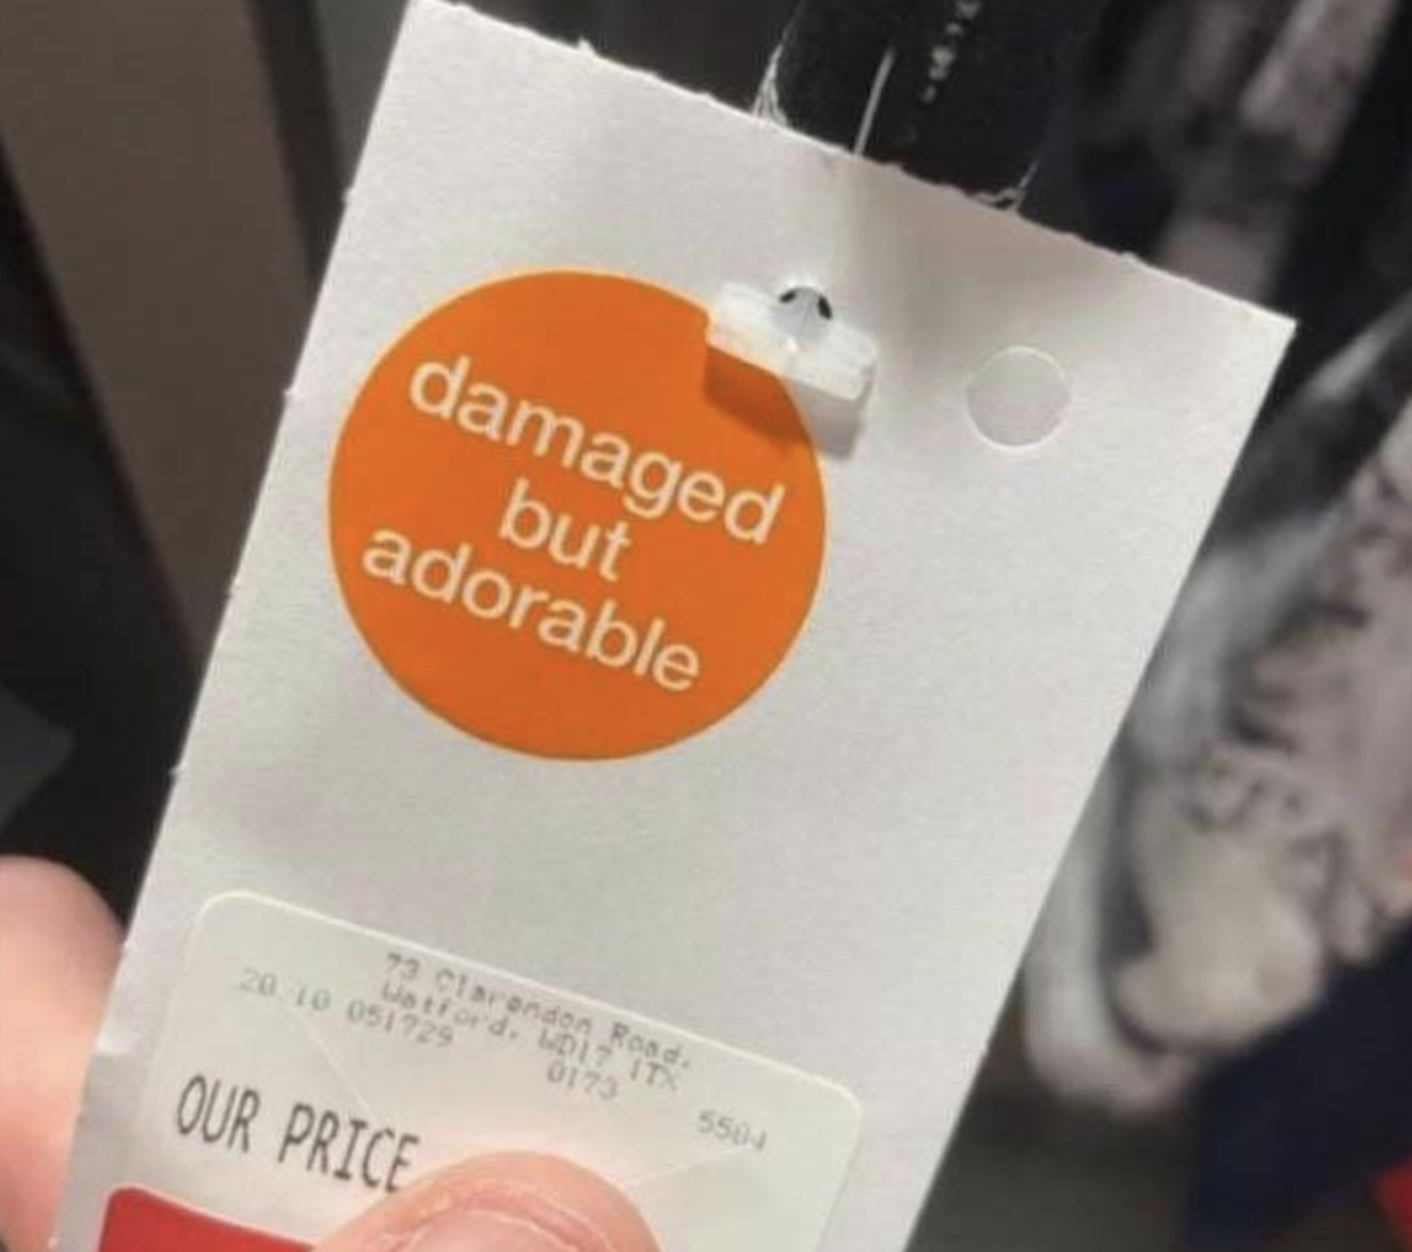 damaged
but
adorable
73 Clarendon Road,
Watford, WD17 1TX
20 10 051729 0173 5504
OUR PRICE